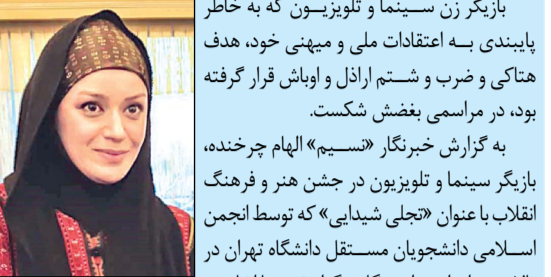 بازیگر زن سینما و تلویزیون که به خاطر
پایبندی به اعتقادات ملی و میهنی خود، هدف
هتاکی و ضرب و شتم اراذل و اوباش قرار گرفته
بود، در مراسمی بغضش شکست.
به گزارش خبرنگار «نسیم» الهام چرخنده،
بازیگر سینما و تلویزیون در جشن هنر و فرهنگ
انقلاب با عنوان «تجلی شیدایی» که توسط انجمن
اسلامی دانشجویان مستقل دانشگاه تهران در